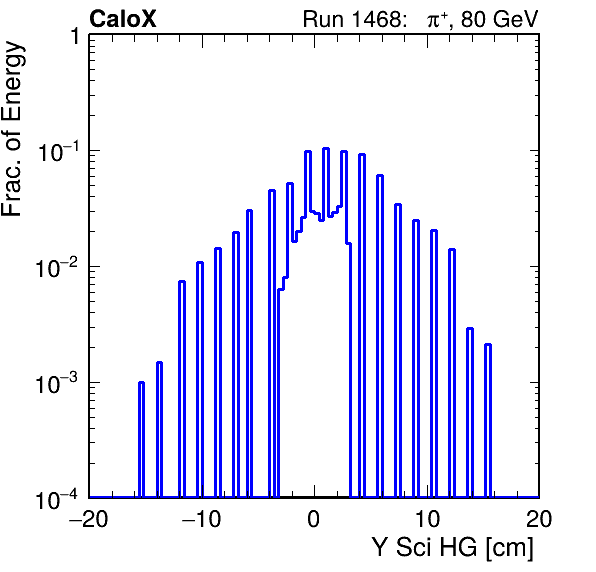 CaloX Run 1468: π⁺, 80 GeV
Frac. of Energy
1
10⁻¹
10⁻²
10⁻³
10⁻⁴
−20 −10 0 10 20
Y Sci HG [cm]